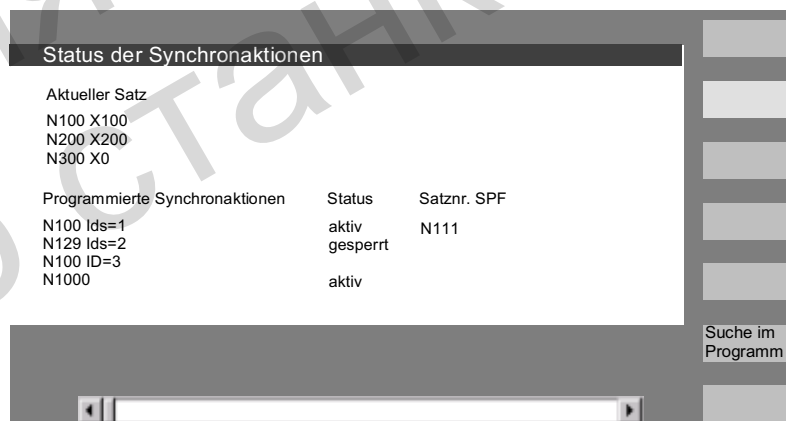 Status der Synchronaktionen
Aktueller Satz
N100 X100
N200 X200
N300 X0
Programmierte Synchronaktionen Status Satznr. SPF
N100 Ids=1 aktiv N111
N129 Ids=2 gesperrt
N100 ID=3
N1000 aktiv
Suche im
Programm